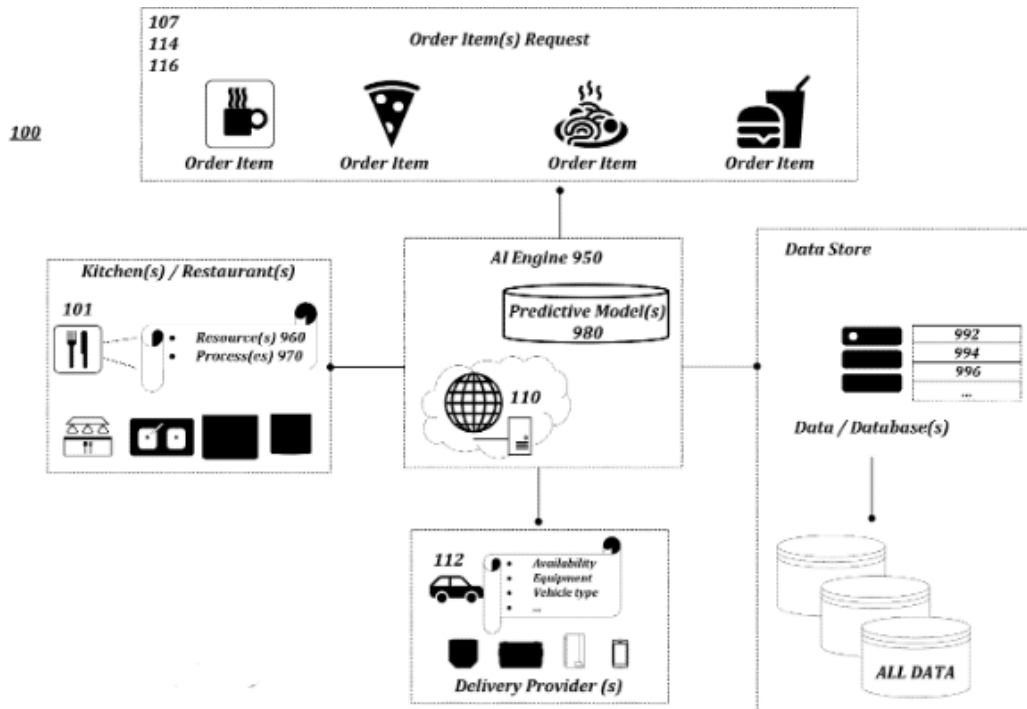 107
114
116
Order Item(s) Request
Order Item
Order Item
Order Item
Order Item
100
Kitchen(s) / Restaurant(s)
101
• Resource(s) 960
• Process(es) 970
AI Engine 950
Predictive Model(s)
980
110
Data Store
992
994
996
...
Data / Database(s)
ALL DATA
112
• Availability
• Equipment
• Vehicle type
• ...
Delivery Provider (s)